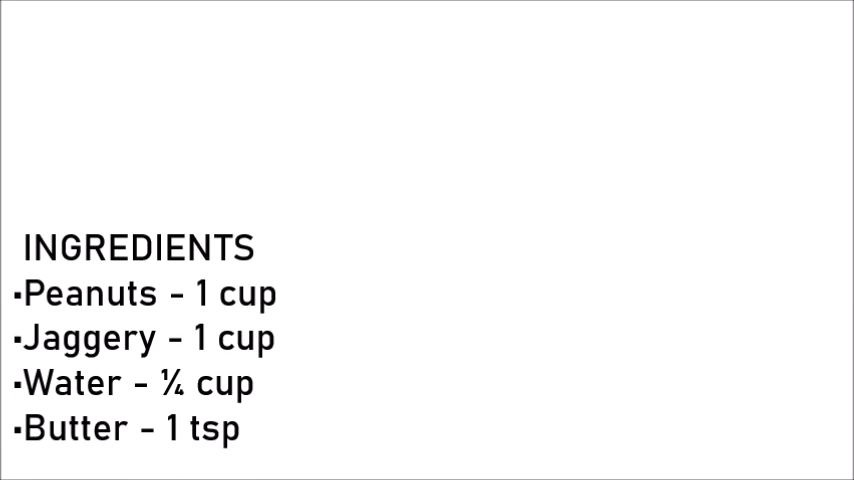 INGREDIENTS
▪Peanuts - 1 cup
▪Jaggery - 1 cup
▪Water - ¼ cup
▪Butter - 1 tsp